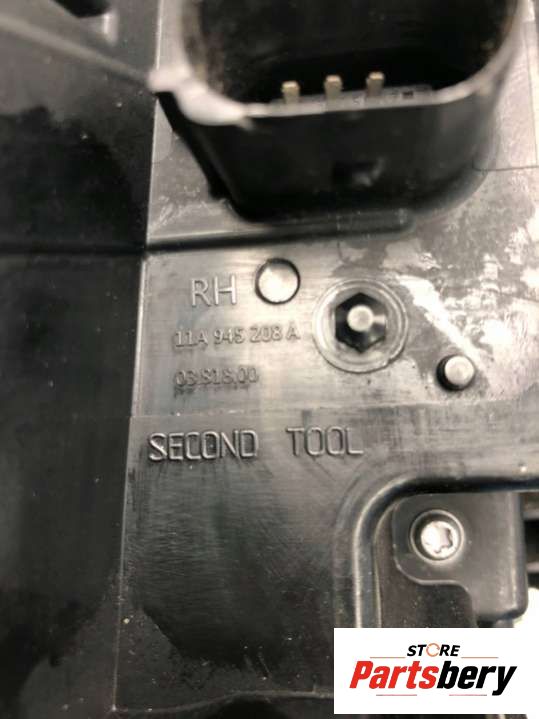 RH
11A 945 208 A
03.818.00
SECOND TOOL
STORE
Partsbery